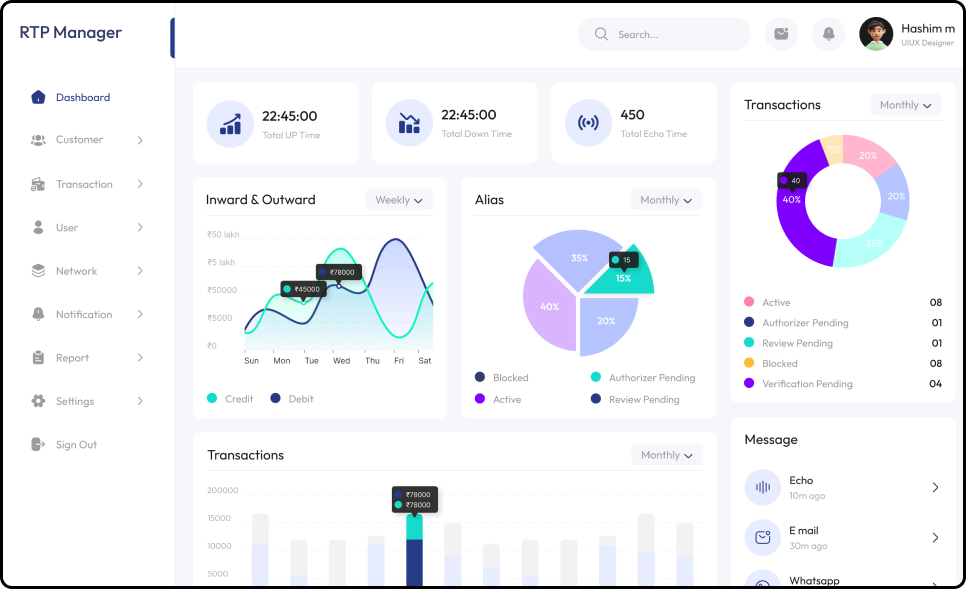 RTP Manager
Search...
Hashim m
UIUX Designer
Dashboard
Customer
Transaction
User
Network
Notification
Report
Settings
Sign Out
22:45:00
Total UP Time
22:45:00
Total Down Time
450
Total Echo Time
Inward & Outward
Weekly
₹50 lakh
₹5 lakh
₹50000
₹5000
₹0
₹45000
₹78000
Sun Mon Tue Wed Thu Fri Sat
Credit Debit
Alias
Monthly
35%
15
15%
40%
20%
Blocked Authorizer Pending
Active Review Pending
Transactions
Monthly
15%
20%
40
40%
20%
35%
Active 08
Authorizer Pending 01
Review Pending 01
Blocked 08
Verification Pending 04
Transactions
Monthly
200000
15000
10000
5000
₹78000
₹78000
Message
Echo
10m ago
E mail
30m ago
Whatsapp